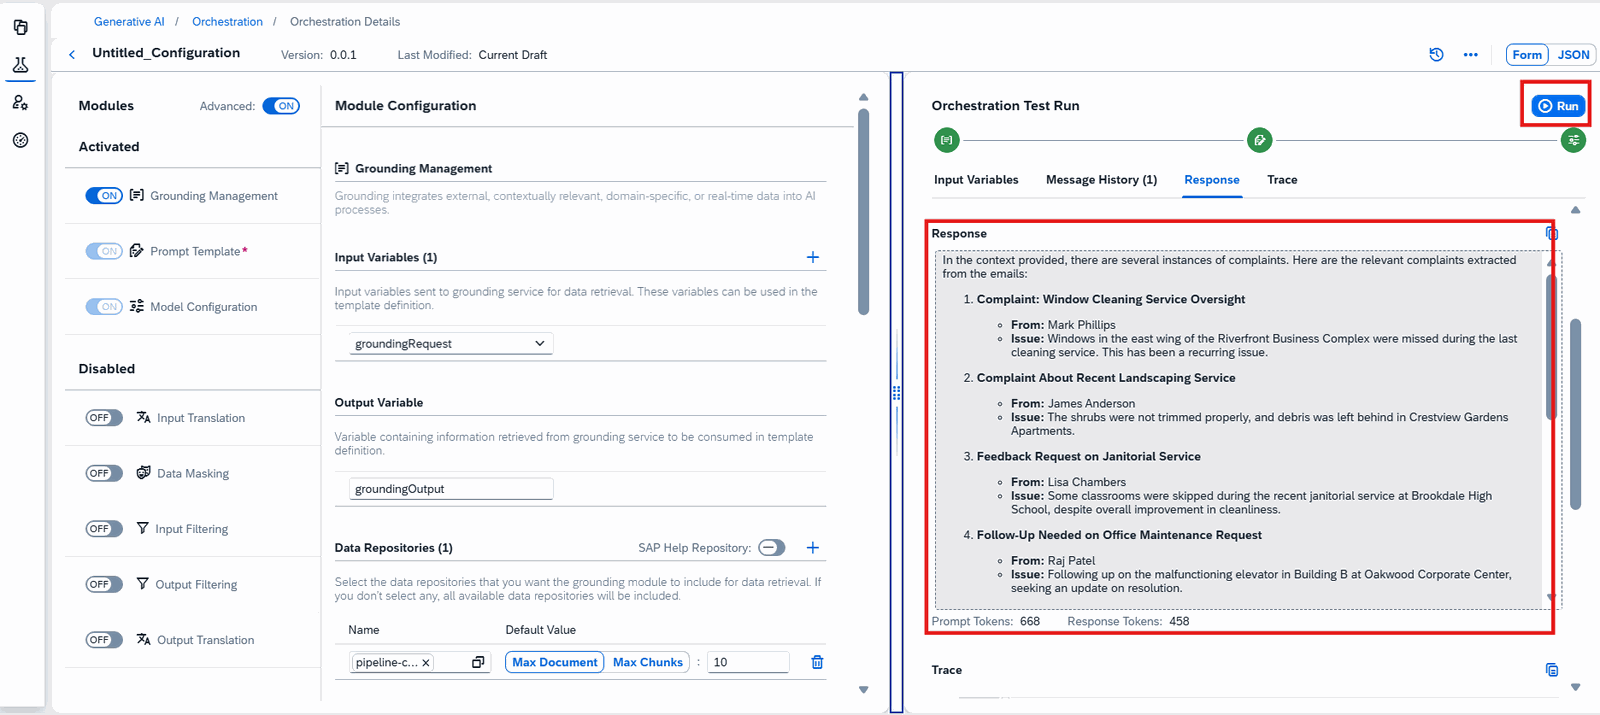 Generative AI / Orchestration / Orchestration Details
Untitled_Configuration Version: 0.0.1 Last Modified: Current Draft
Form JSON
Modules Advanced: ON
Activated
ON Grounding Management
ON Prompt Template*
ON Model Configuration
Disabled
OFF Input Translation
OFF Data Masking
OFF Input Filtering
OFF Output Filtering
OFF Output Translation
Module Configuration
Grounding Management
Grounding integrates external, contextually relevant, domain-specific, or real-time data into AI
processes.
Input Variables (1)
Input variables sent to grounding service for data retrieval. These variables can be used in the
template definition.
groundingRequest
Output Variable
Variable containing information retrieved from grounding service to be consumed in template
definition.
groundingOutput
Data Repositories (1) SAP Help Repository:
Select the data repositories that you want the grounding module to include for data retrieval. If
you don't select any, all available data repositories will be included.
Name Default Value
pipeline-c... Max Document Max Chunks : 10
Orchestration Test Run
Run
Input Variables Message History (1) Response Trace
Response
In the context provided, there are several instances of complaints. Here are the relevant complaints extracted
from the emails:
1. Complaint: Window Cleaning Service Oversight
From: Mark Phillips
Issue: Windows in the east wing of the Riverfront Business Complex were missed during the last
cleaning service. This has been a recurring issue.
2. Complaint About Recent Landscaping Service
From: James Anderson
Issue: The shrubs were not trimmed properly, and debris was left behind in Crestview Gardens
Apartments.
3. Feedback Request on Janitorial Service
From: Lisa Chambers
Issue: Some classrooms were skipped during the recent janitorial service at Brookdale High
School, despite overall improvement in cleanliness.
4. Follow-Up Needed on Office Maintenance Request
From: Raj Patel
Issue: Following up on the malfunctioning elevator in Building B at Oakwood Corporate Center,
seeking an update on resolution.
Prompt Tokens: 668 Response Tokens: 458
Trace